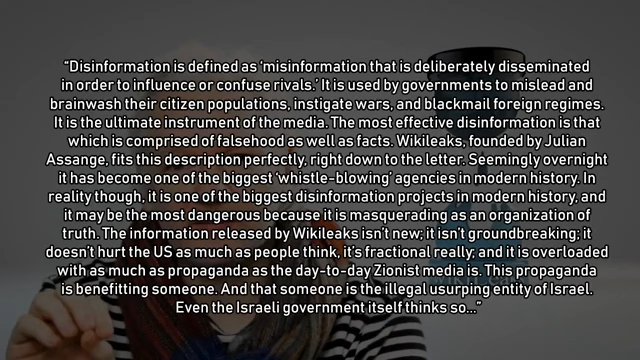 “Disinformation is defined as ‘misinformation that is deliberately disseminated
in order to influence or confuse rivals.’ It is used by governments to mislead and
brainwash their citizen populations, instigate wars, and blackmail foreign regimes.
It is the ultimate instrument of the media. The most effective disinformation is that
which is comprised of falsehood as well as facts. Wikileaks, founded by Julian
Assange, fits this description perfectly, right down to the letter. Seemingly overnight
it has become one of the biggest ‘whistle-blowing’ agencies in modern history. In
reality though, it is one of the biggest disinformation projects in modern history, and
it may be the most dangerous because it is masquerading as an organization of
truth. The information released by Wikileaks isn’t new; it isn’t groundbreaking; it
doesn’t hurt the US as much as people think, it’s fractional really; and it is overloaded
with as much as propaganda as the day-to-day Zionist media is. This propaganda
is benefitting someone. And that someone is the illegal usurping entity of Israel.
Even the Israeli government itself thinks so...”